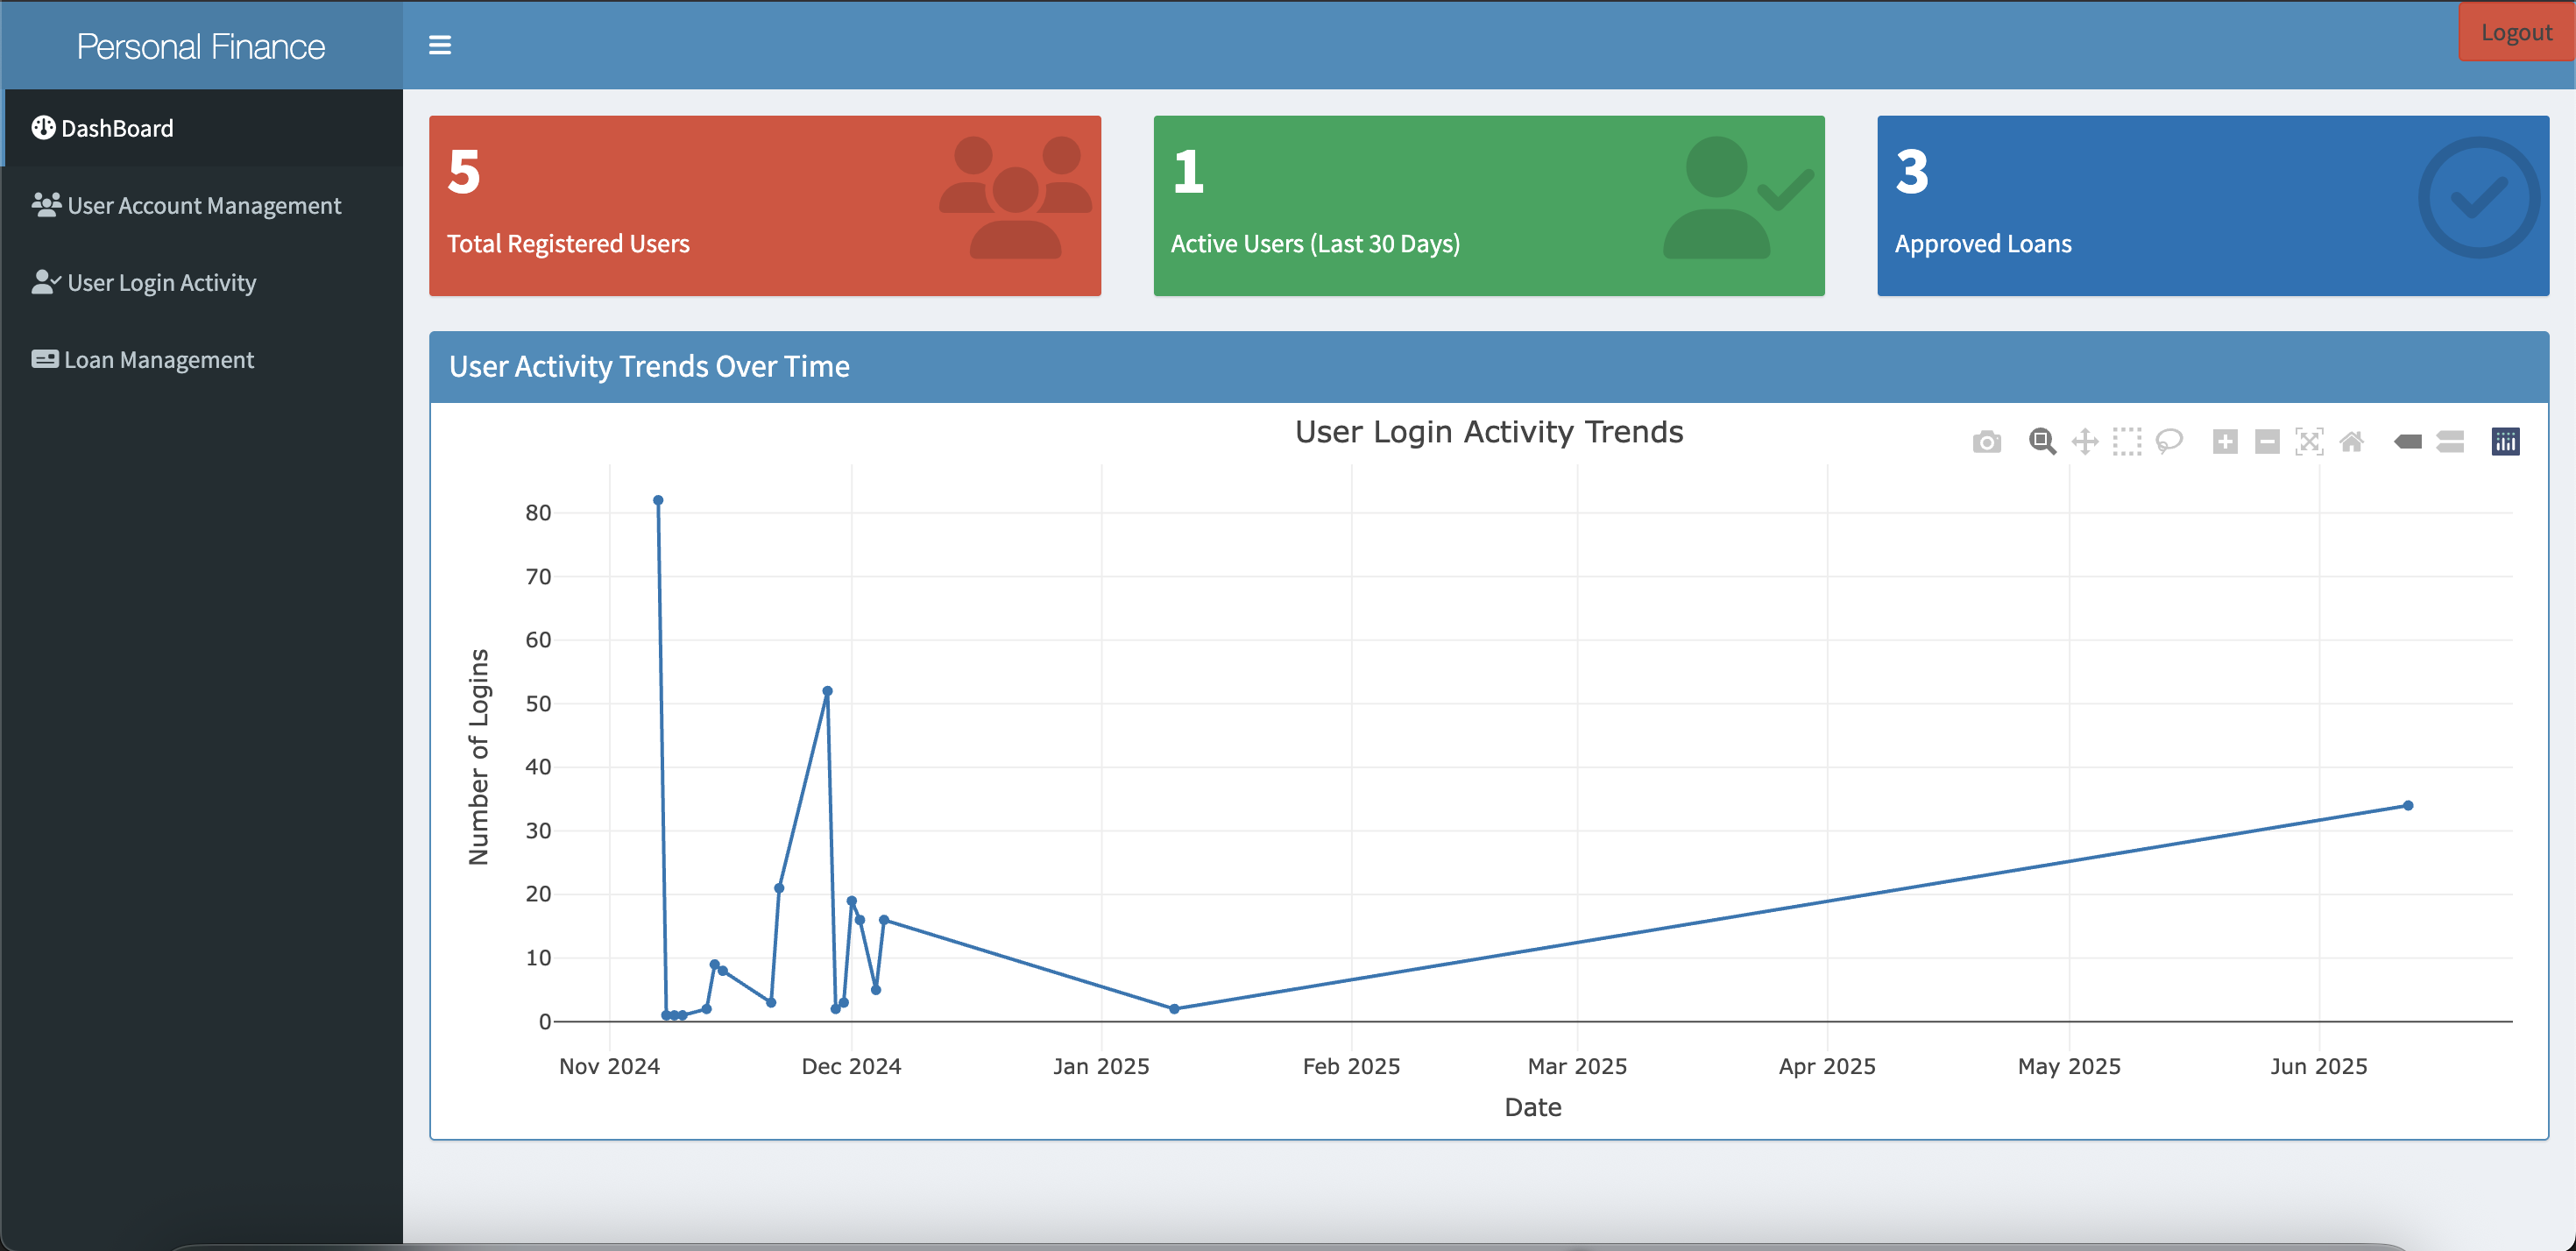 Personal Finance
Logout
DashBoard
User Account Management
User Login Activity
Loan Management
5
Total Registered Users
1
Active Users (Last 30 Days)
3
Approved Loans
User Activity Trends Over Time
User Login Activity Trends
80
70
60
50
40
30
20
10
0
Number of Logins
Nov 2024 Dec 2024 Jan 2025 Feb 2025 Mar 2025 Apr 2025 May 2025 Jun 2025
Date